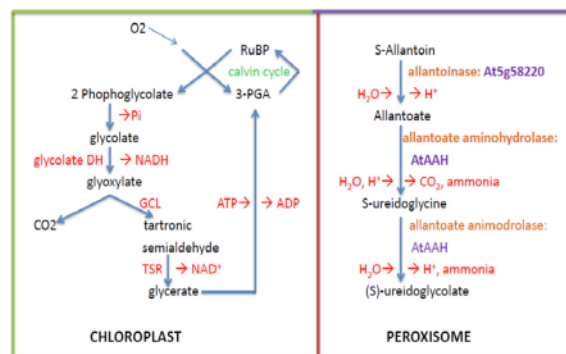 O2
RuBP
calvin cycle
2 Phophoglycolate
3-PGA
→Pi
glycolate
glycolate DH → NADH
glyoxylate
GCL
CO2
tartronic
semialdehyde
ATP→ → ADP
TSR → NAD⁺
glycerate
CHLOROPLAST
S-Allantoin
allantoinase: At5g58220
H₂O→ → H⁺
Allantoate
allantoate aminohydrolase:
AtAAH
H₂O, H⁺→ → CO₂, ammonia
S-ureidoglycine
allantoate animodrolase:
AtAAH
H₂O→ → H⁺, ammonia
(S)-ureidoglycolate
PEROXISOME